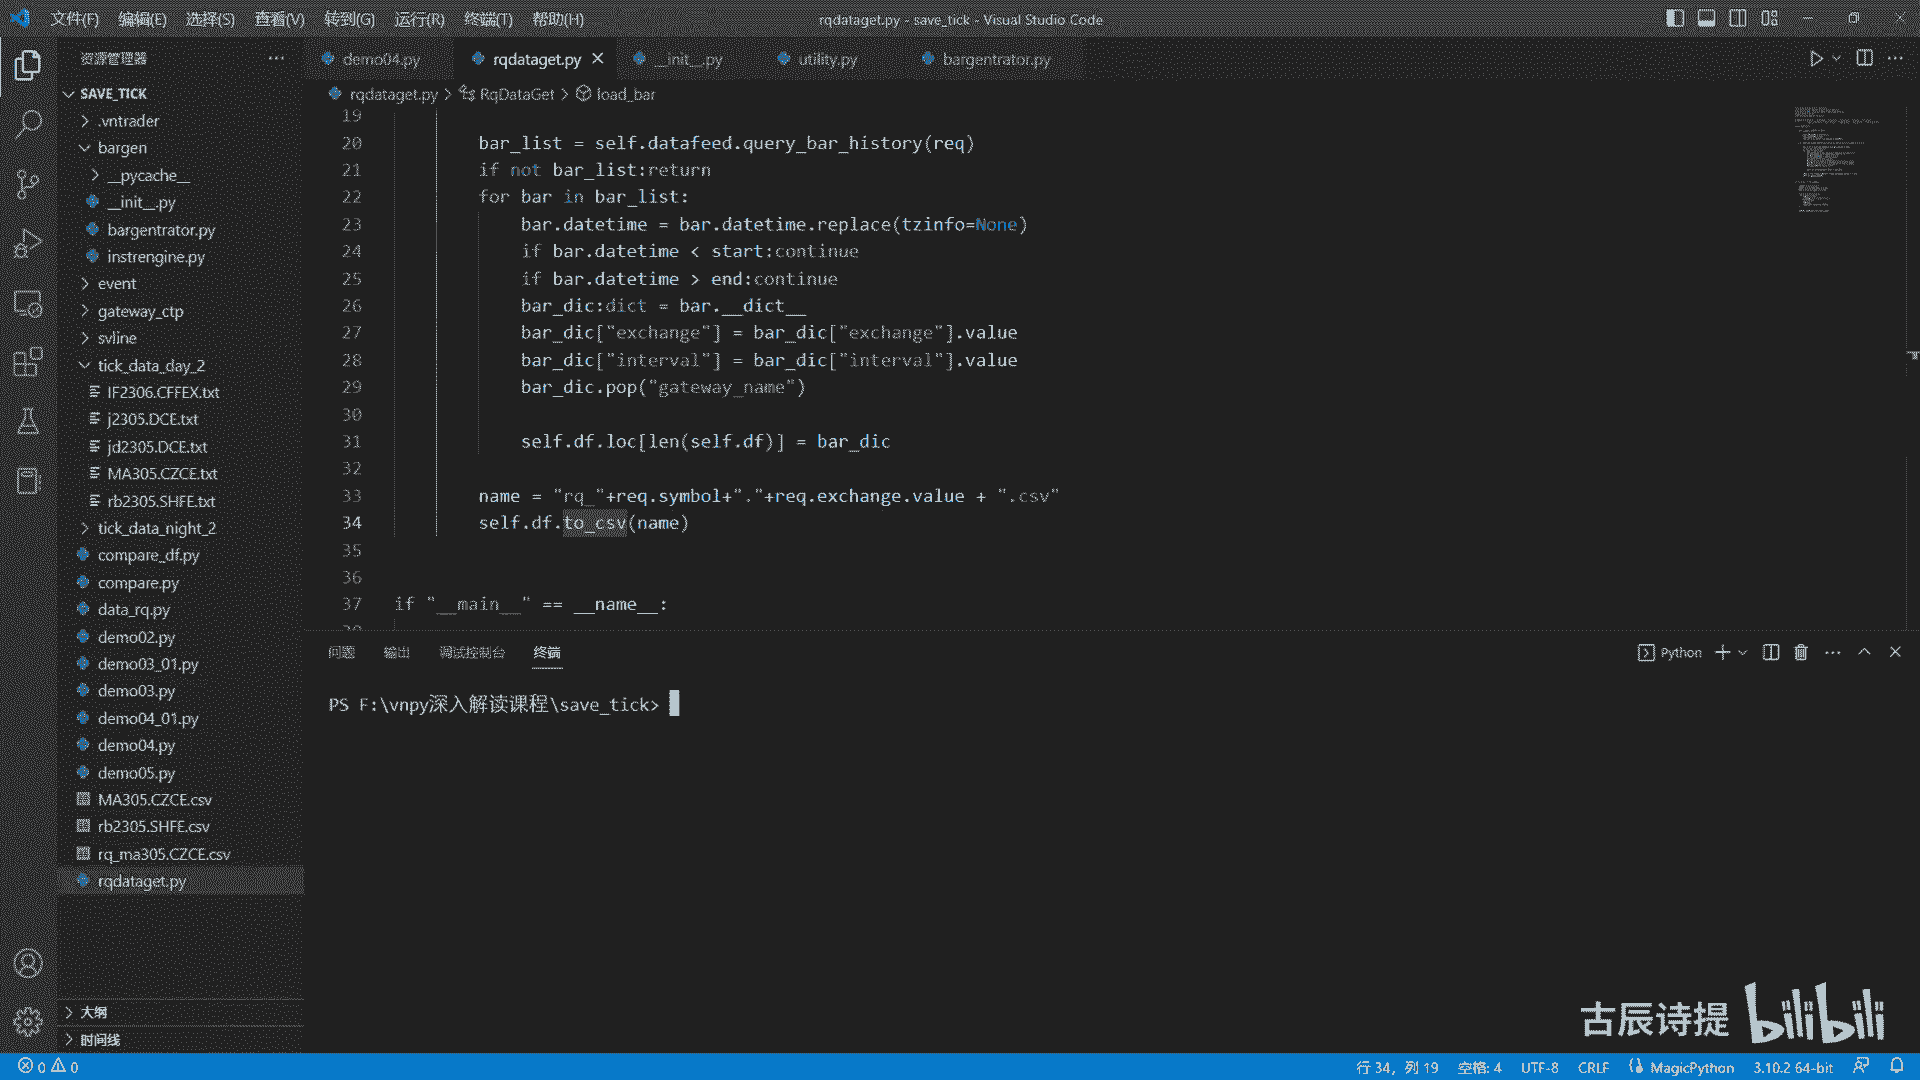 文件(F) 编辑(E) 选择(S) 查看(V) 转到(G) 运行(R) 终端(T) 帮助(H)
rqdataget.py - save_tick - Visual Studio Code
资源管理器
demo04.py
rqdataget.py
__init__.py
utility.py
bargentrator.py
SAVE_TICK
.vntrader
bargen
__pycache__
__init__.py
bargentrator.py
instrengine.py
event
gateway_ctp
svline
tick_data_day_2
IF2306.CFFEX.txt
j2305.DCE.txt
jd2305.DCE.txt
MA305.CZCE.txt
rb2305.SHFE.txt
tick_data_night_2
compare_df.py
compare.py
data_rq.py
demo02.py
demo03_01.py
demo03.py
demo04_01.py
demo04.py
demo05.py
MA305.CZCE.csv
rb2305.SHFE.csv
rq_ma305.CZCE.csv
rqdataget.py
大纲
时间线
rqdataget.py > RqDataGet > load_bar
19
20 bar_list = self.datafeed.query_bar_history(req)
21 if not bar_list:return
22 for bar in bar_list:
23 bar.datetime = bar.datetime.replace(tzinfo=None)
24 if bar.datetime < start:continue
25 if bar.datetime > end:continue
26 bar_dic:dict = bar.__dict__
27 bar_dic["exchange"] = bar_dic["exchange"].value
28 bar_dic["interval"] = bar_dic["interval"].value
29 bar_dic.pop("gateway_name")
30
31 self.df.loc[len(self.df)] = bar_dic
32
33 name = "rq_"+req.symbol+"."+req.exchange.value + ".csv"
34 self.df.to_csv(name)
35
36
37 if "__main__" == __name__:
问题 输出 调试控制台 终端
Python
PS F:\vnpy深入解读课程\save_tick>
古辰诗提 bilibili
0 0
行 34，列 19 空格: 4 UTF-8 CRLF MagicPython 3.10.2 64-bit